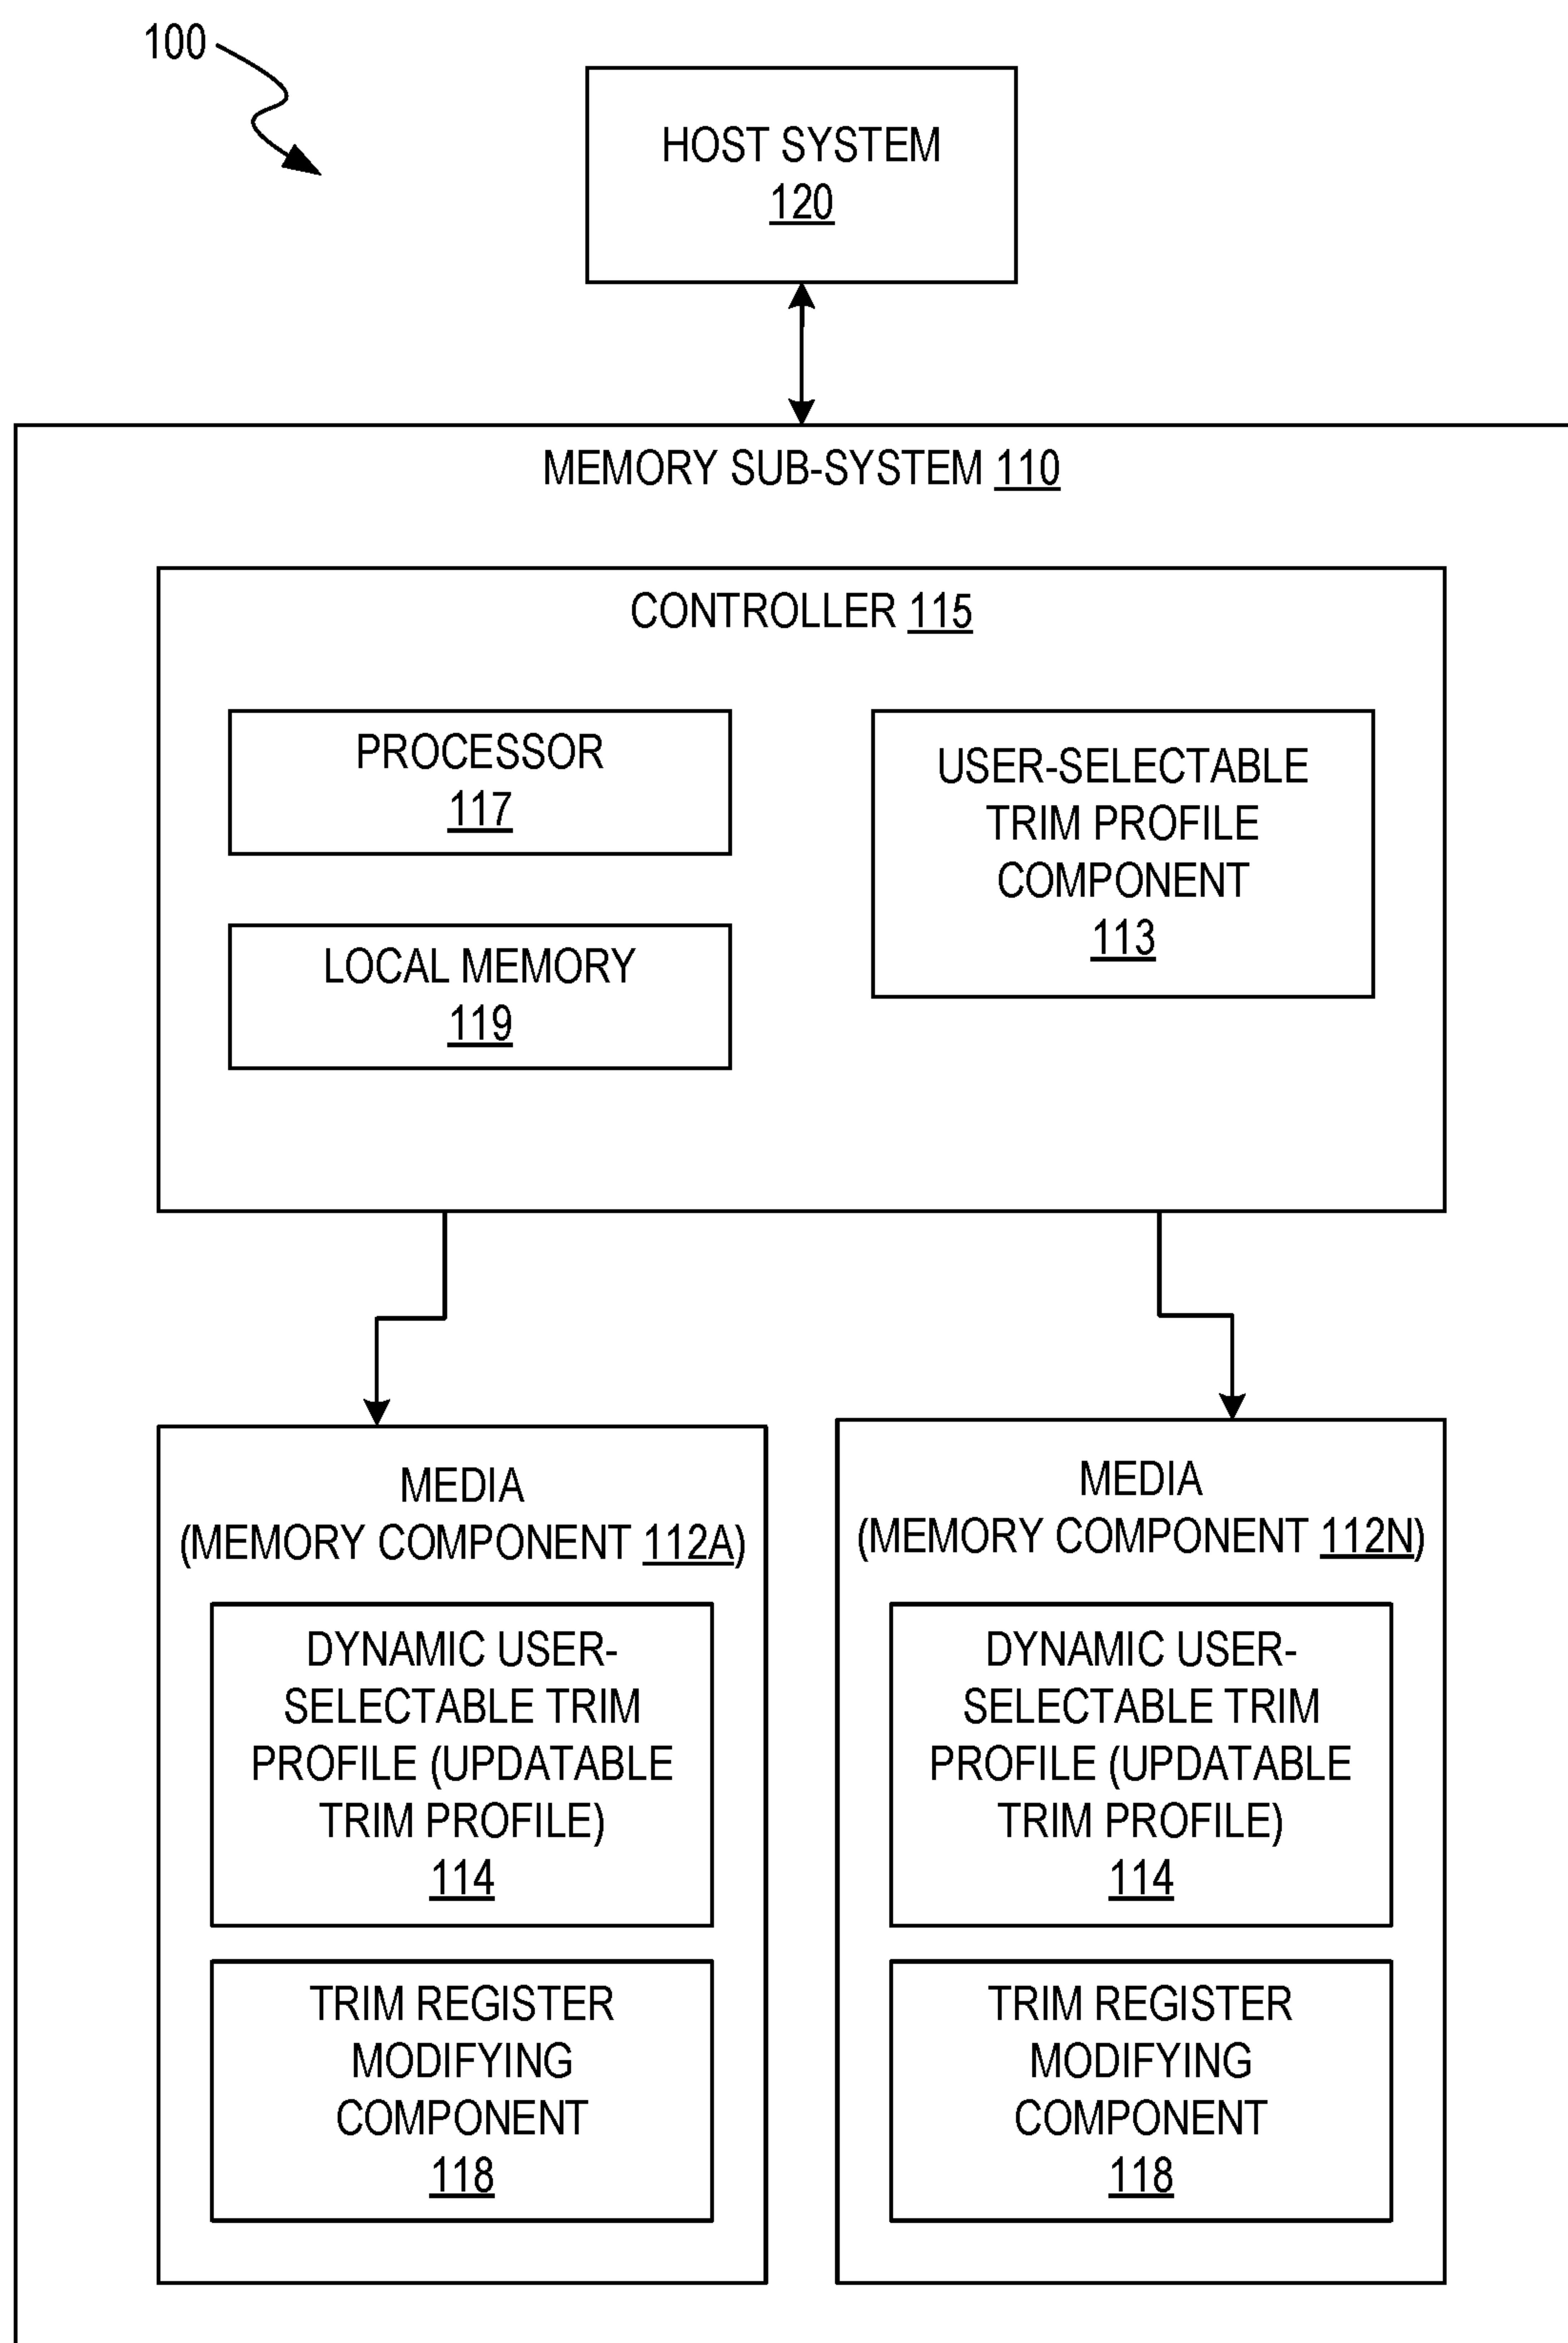 100
HOST SYSTEM
120
MEMORY SUB-SYSTEM 110
CONTROLLER 115
PROCESSOR
117
LOCAL MEMORY
119
USER-SELECTABLE
TRIM PROFILE
COMPONENT
113
MEDIA
(MEMORY COMPONENT 112A)
DYNAMIC USER-
SELECTABLE TRIM
PROFILE (UPDATABLE
TRIM PROFILE)
114
TRIM REGISTER
MODIFYING
COMPONENT
118
MEDIA
(MEMORY COMPONENT 112N)
DYNAMIC USER-
SELECTABLE TRIM
PROFILE (UPDATABLE
TRIM PROFILE)
114
TRIM REGISTER
MODIFYING
COMPONENT
118